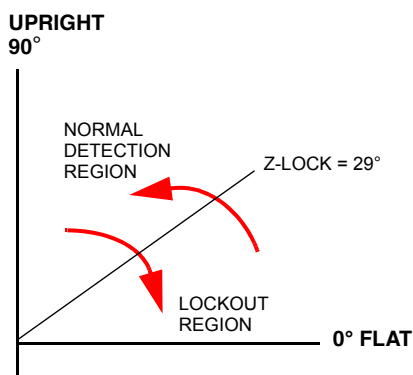 UPRIGHT
90°
NORMAL
DETECTION
REGION
Z-LOCK = 29°
LOCKOUT
REGION
0° FLAT